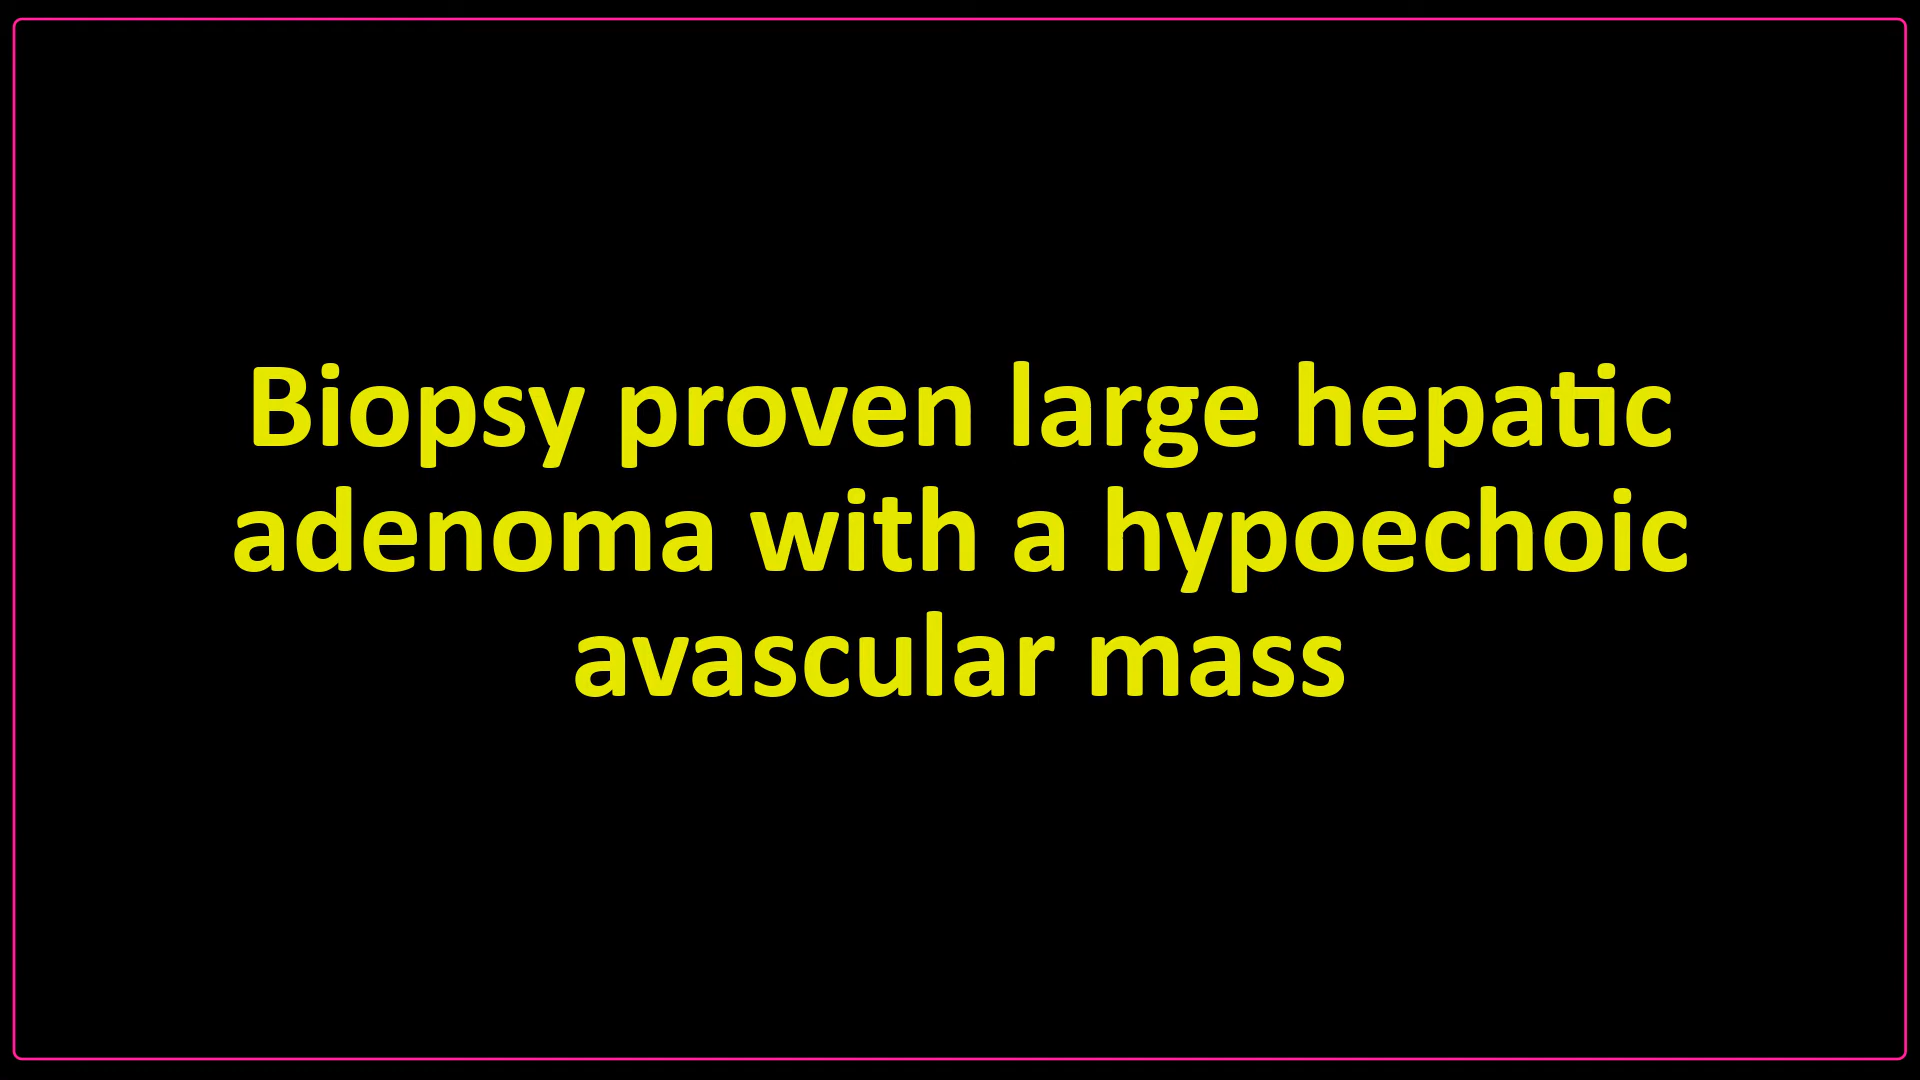 Biopsy proven large hepatic
adenoma with a hypoechoic
avascular mass